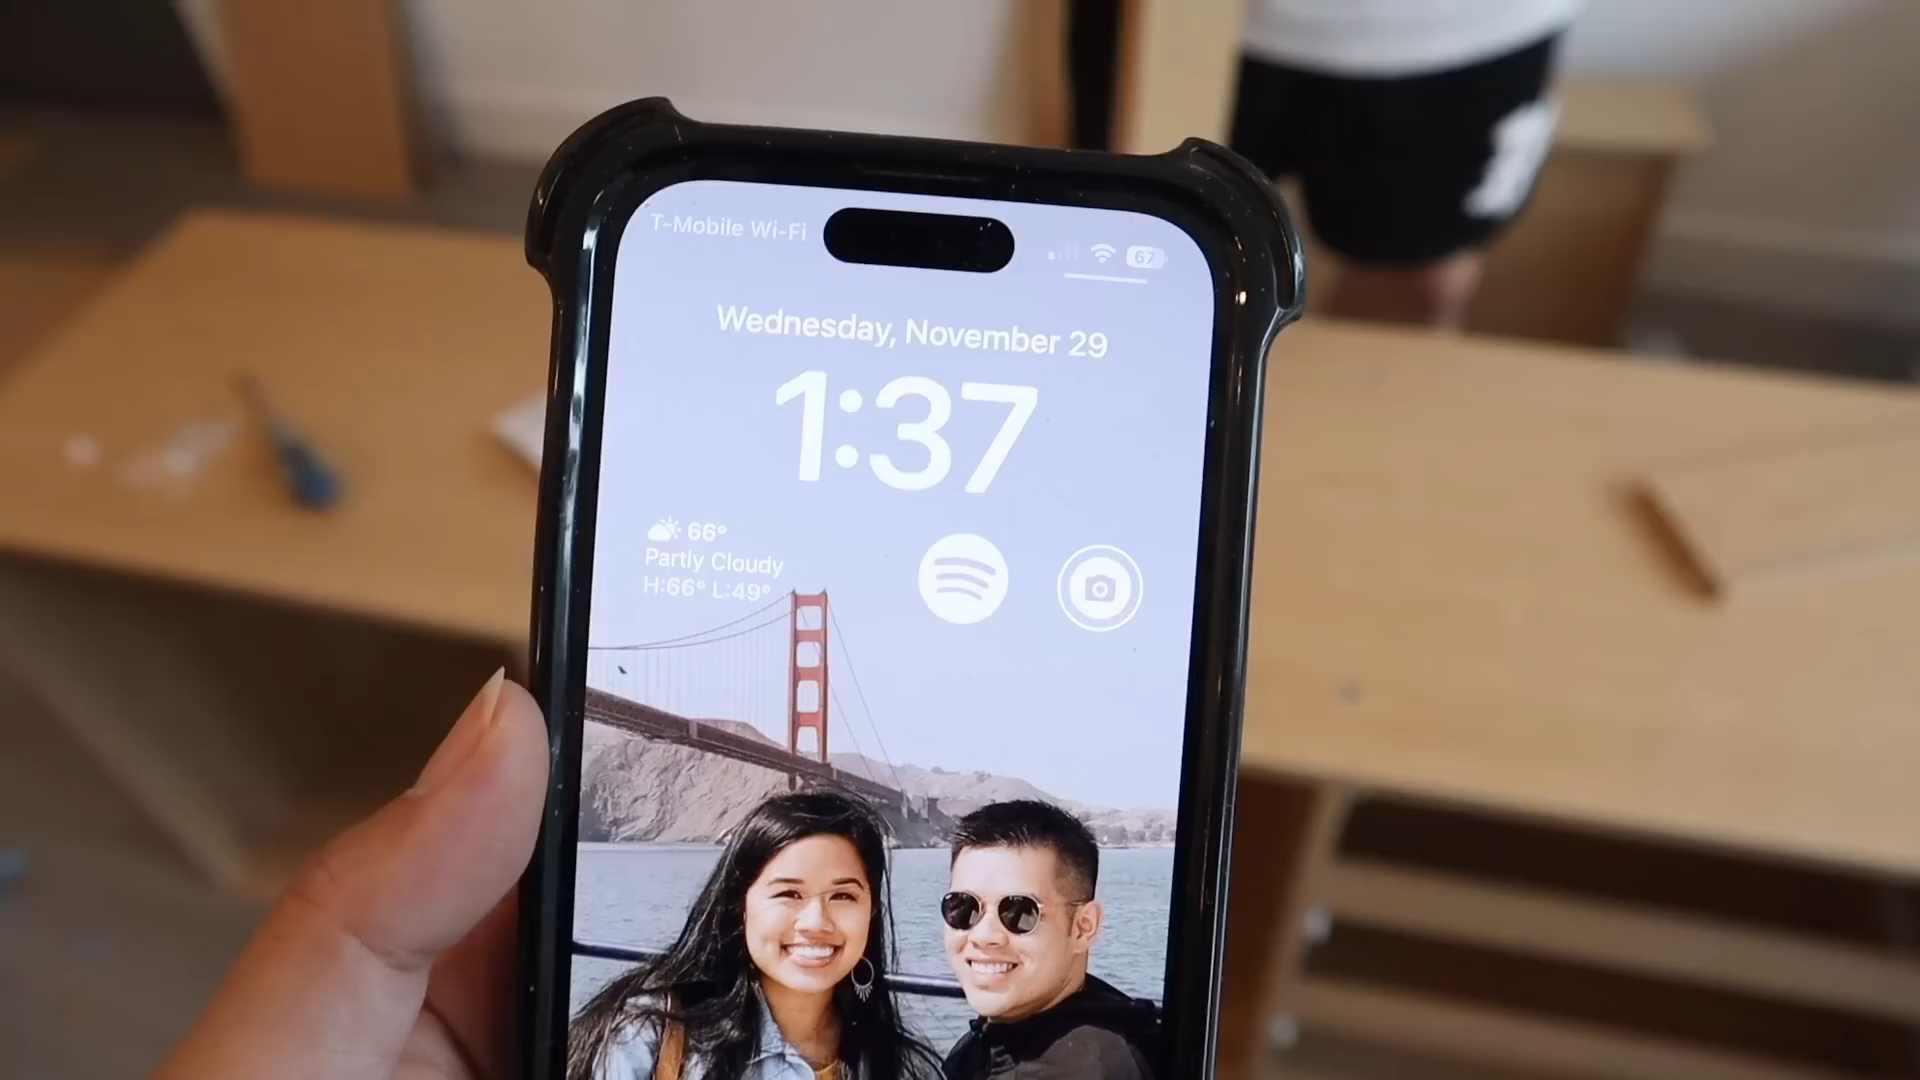 T-Mobile Wi-Fi
67
Wednesday, November 29
1:37
66°
Partly Cloudy
H:66° L:49°